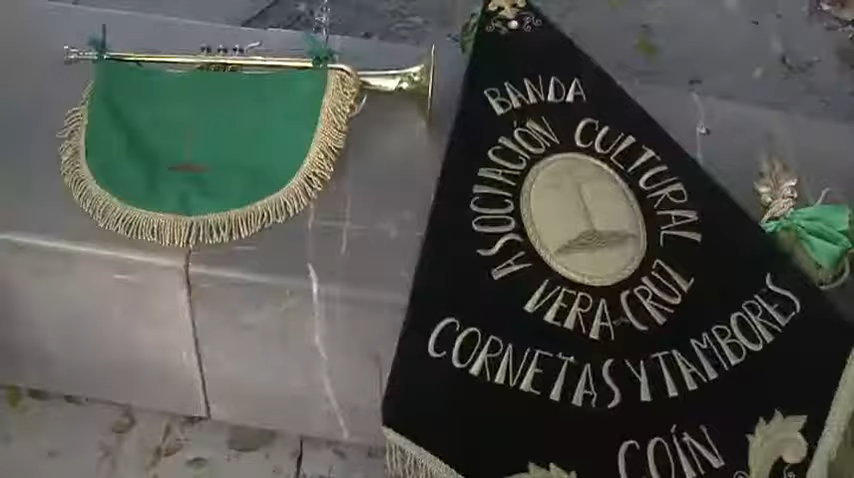 BANDA
ASOCIACIÓN CULTURAL
VERA-CRUZ
CORNETAS Y TAMBORES
COÍN